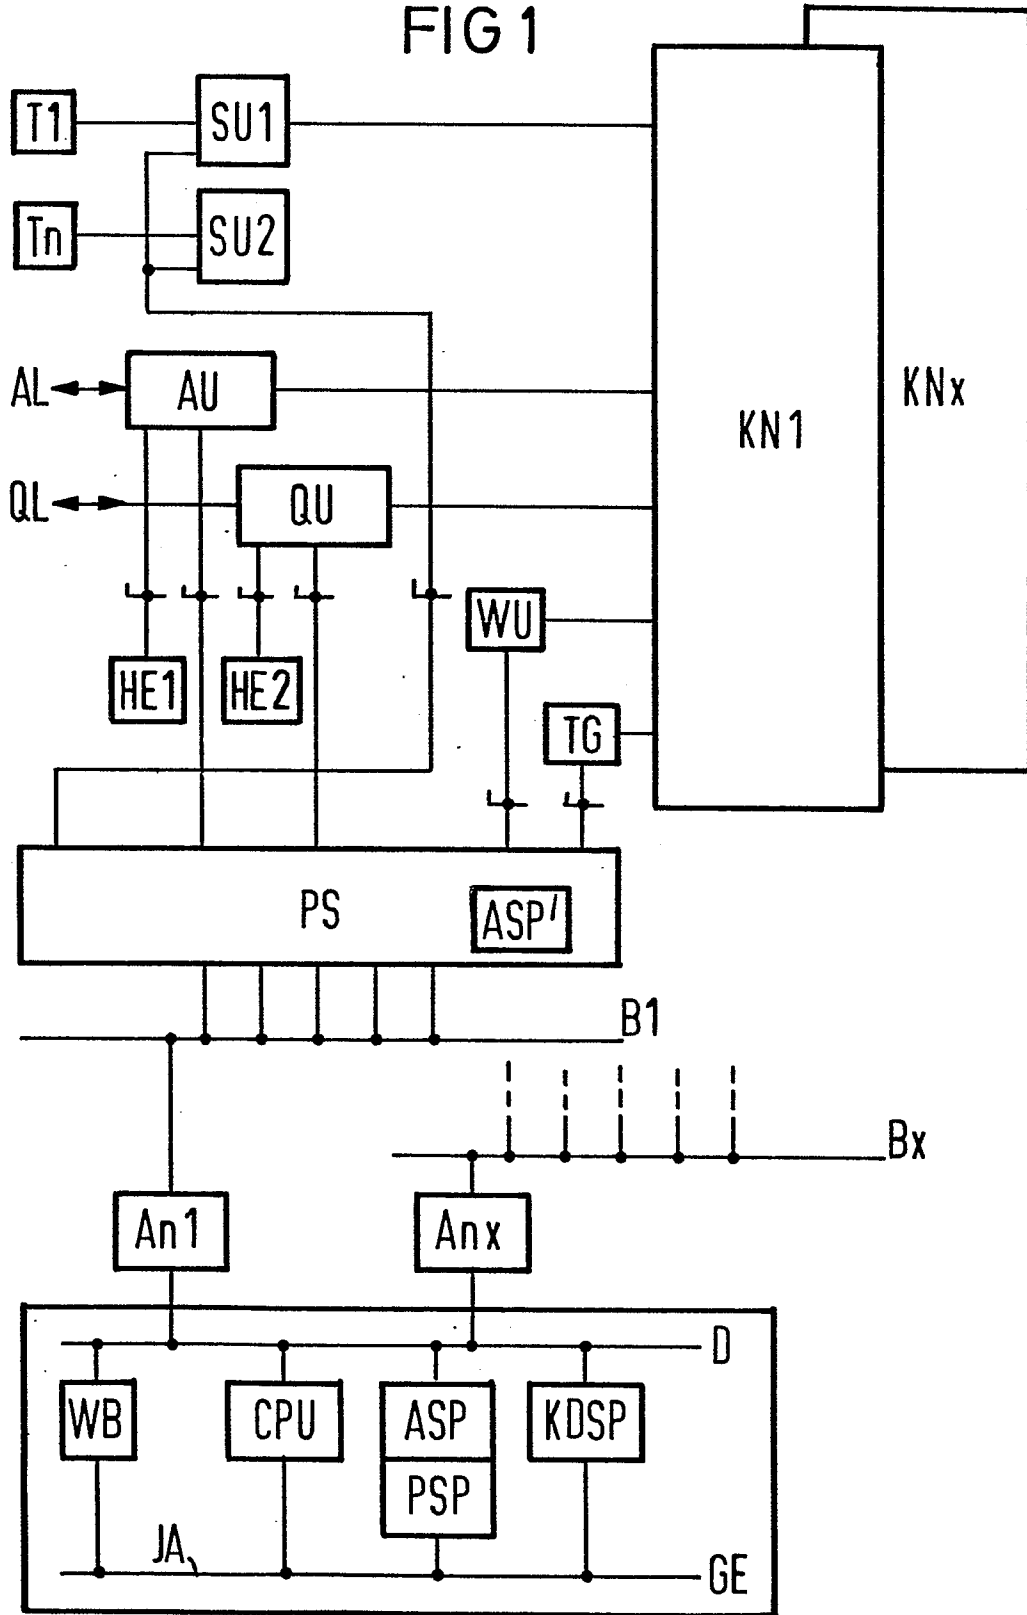 FIG 1
T1
SU1
Tn
SU2
AL
AU
KN1
KNx
QL
QU
WU
HE1
HE2
TG
PS
ASP'
B1
Bx
An1
Anx
D
WB
CPU
ASP
KDSP
PSP
JA
GE